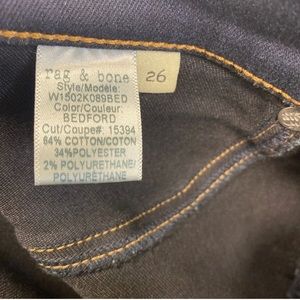 rag & bone
26
Style/Modele:
W1502K089BED
Color/Couleur:
BEDFORD
Cut/Coupe#: 15394
64% COTTON/COTON
34%POLYESTER
2% POLYURETHANE/
POLYURÉTHANE